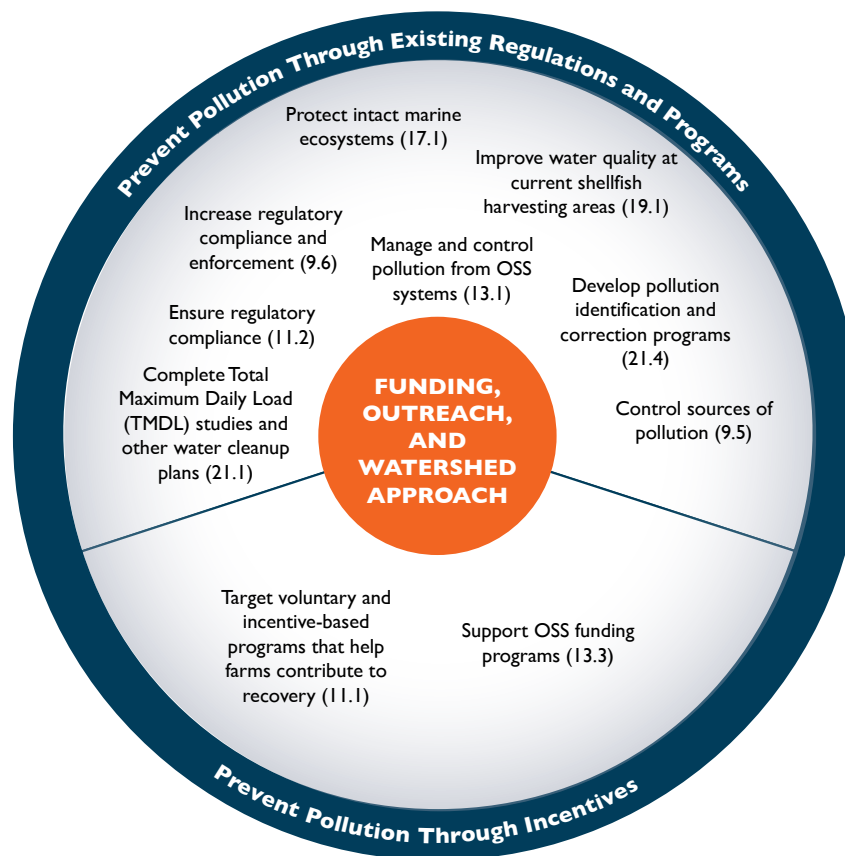 Prevent Pollution Through Existing Regulations and Programs
Protect intact marine
ecosystems (17.1)
Improve water quality at
current shellfish
harvesting areas (19.1)
Increase regulatory
compliance and
enforcement (9.6)
Manage and control
pollution from OSS
systems (13.1)
Develop pollution
identification and
correction programs
(21.4)
Ensure regulatory
compliance (11.2)
Complete Total
Maximum Daily Load
(TMDL) studies and
other water cleanup
plans (21.1)
Control sources of
pollution (9.5)
FUNDING,
OUTREACH,
AND
WATERSHED
APPROACH
Target voluntary and
incentive-based
programs that help
farms contribute to
recovery (11.1)
Support OSS funding
programs (13.3)
Prevent Pollution Through Incentives